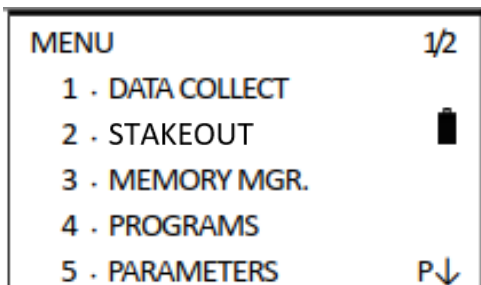 MENU 1/2
1 . DATA COLLECT
2 . STAKEOUT
3 . MEMORY MGR.
4 . PROGRAMS
5 . PARAMETERS P↓